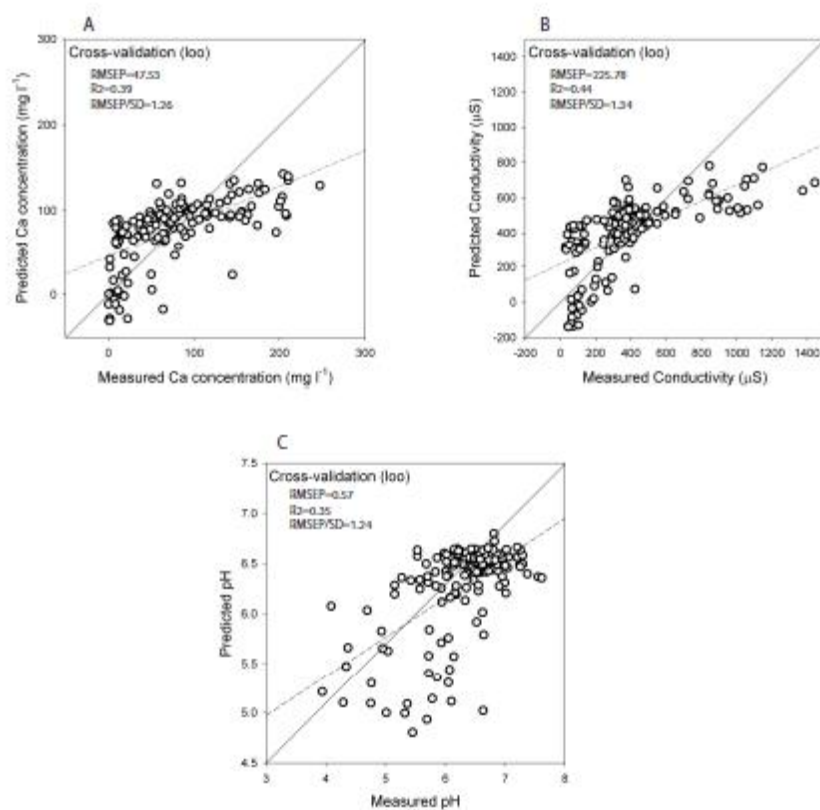 A
Cross-validation (loo)
RMSEP=47.53
R2=0.39
RMSEP/SD=1.26
300
200
100
0
0
100
200
300
Predicted Ca concentration (mg l⁻¹)
Measured Ca concentration (mg l⁻¹)
B
Cross-validation (loo)
RMSEP=225.78
R2=0.44
RMSEP/SD=1.34
1400
1200
1000
800
600
400
200
0
-200
-200
0
200
400
600
800
1000
1200
1400
Predicted Conductivity (µS)
Measured Conductivity (µS)
C
Cross-validation (loo)
RMSEP=0.57
R2=0.35
RMSEP/SD=1.24
7.5
7.0
6.5
6.0
5.5
5.0
4.5
3
4
5
6
7
8
Predicted pH
Measured pH